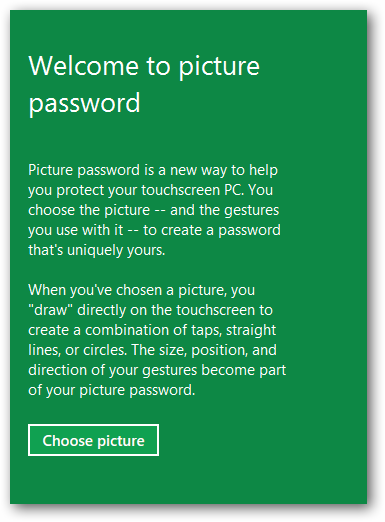 Welcome to picture
password
Picture password is a new way to help
you protect your touchscreen PC. You
choose the picture -- and the gestures
you use with it -- to create a password
that's uniquely yours.
When you've chosen a picture, you
"draw" directly on the touchscreen to
create a combination of taps, straight
lines, or circles. The size, position, and
direction of your gestures become part
of your picture password.
Choose picture